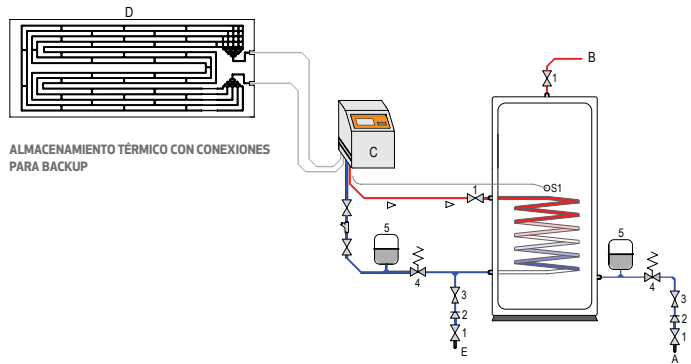 D
B
1
ALMACENAMIENTO TÉRMICO CON CONEXIONES
PARA BACKUP
C
1
S1
5
5
4
4
3
3
2
2
1
1
E
A